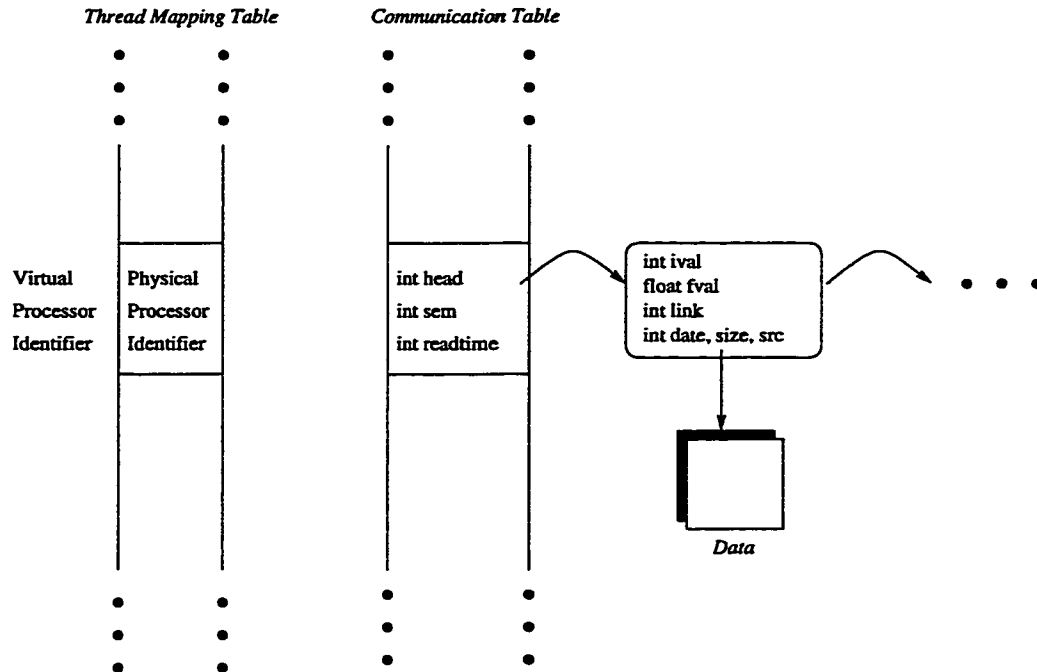 Thread Mapping Table
Communication Table
Virtual
Processor
Identifier
Physical
Processor
Identifier
int head
int sem
int readtime
int ival
float fval
int link
int date, size, src
Data